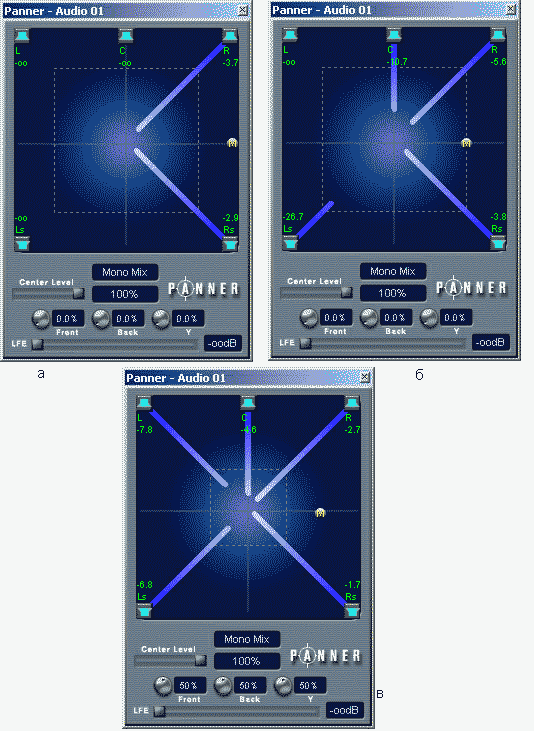 Panner - Audio 01
L C R
-oo -oo -3.7
M
-oo -2.9
Ls Rs
Mono Mix
Center Level 100% PANNER
0.0% 0.0% 0.0%
Front Back Y
LFE -oodB
а
Panner - Audio 01
L C R
-oo -10.7 -5.6
M
-26.7 -3.8
Ls Rs
Mono Mix
Center Level 100% PANNER
0.0% 0.0% 0.0%
Front Back Y
LFE -oodB
б
Panner - Audio 01
L C R
-7.8 -4.6 -2.7
M
-6.8 -1.7
Ls Rs
Mono Mix
Center Level 100% PANNER
50% 50% 50%
Front Back Y
LFE -oodB
в